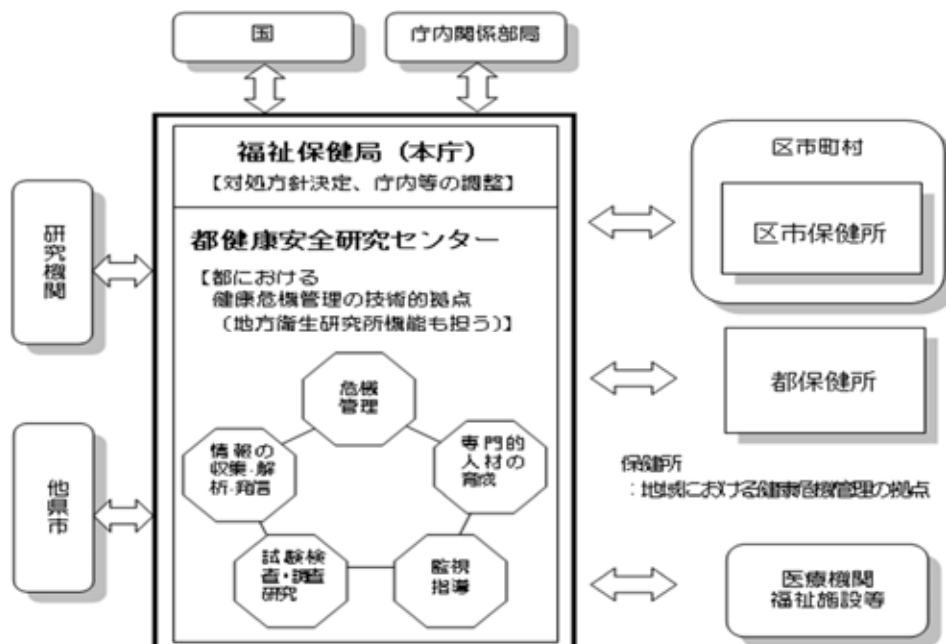 国
庁内関係部局
福祉保健局（本庁）
【対処方針決定、庁内等の調整】
都健康安全研究センター
【都における
健康危機管理の技術的拠点
（地方衛生研究所機能も担う）】
危機
管理
情報の
収集・解
析・発信
専門的
人材の
育成
試験検
査・調査
研究
監視
指導
研究機関
他県市
区市町村
区市保健所
都保健所
保健所
：地域における健康危機管理の拠点
医療機関
福祉施設等